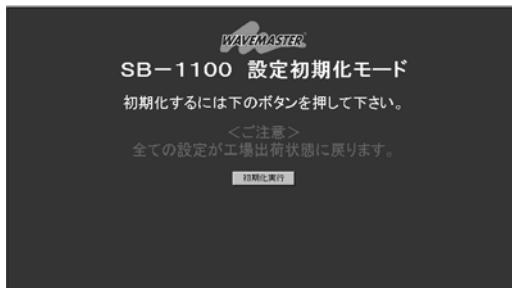 WAVEMASTER
SB－1100 設定初期化モード
初期化するには下のボタンを押して下さい。
＜ご注意＞
全ての設定が工場出荷状態に戻ります。
初期化実行